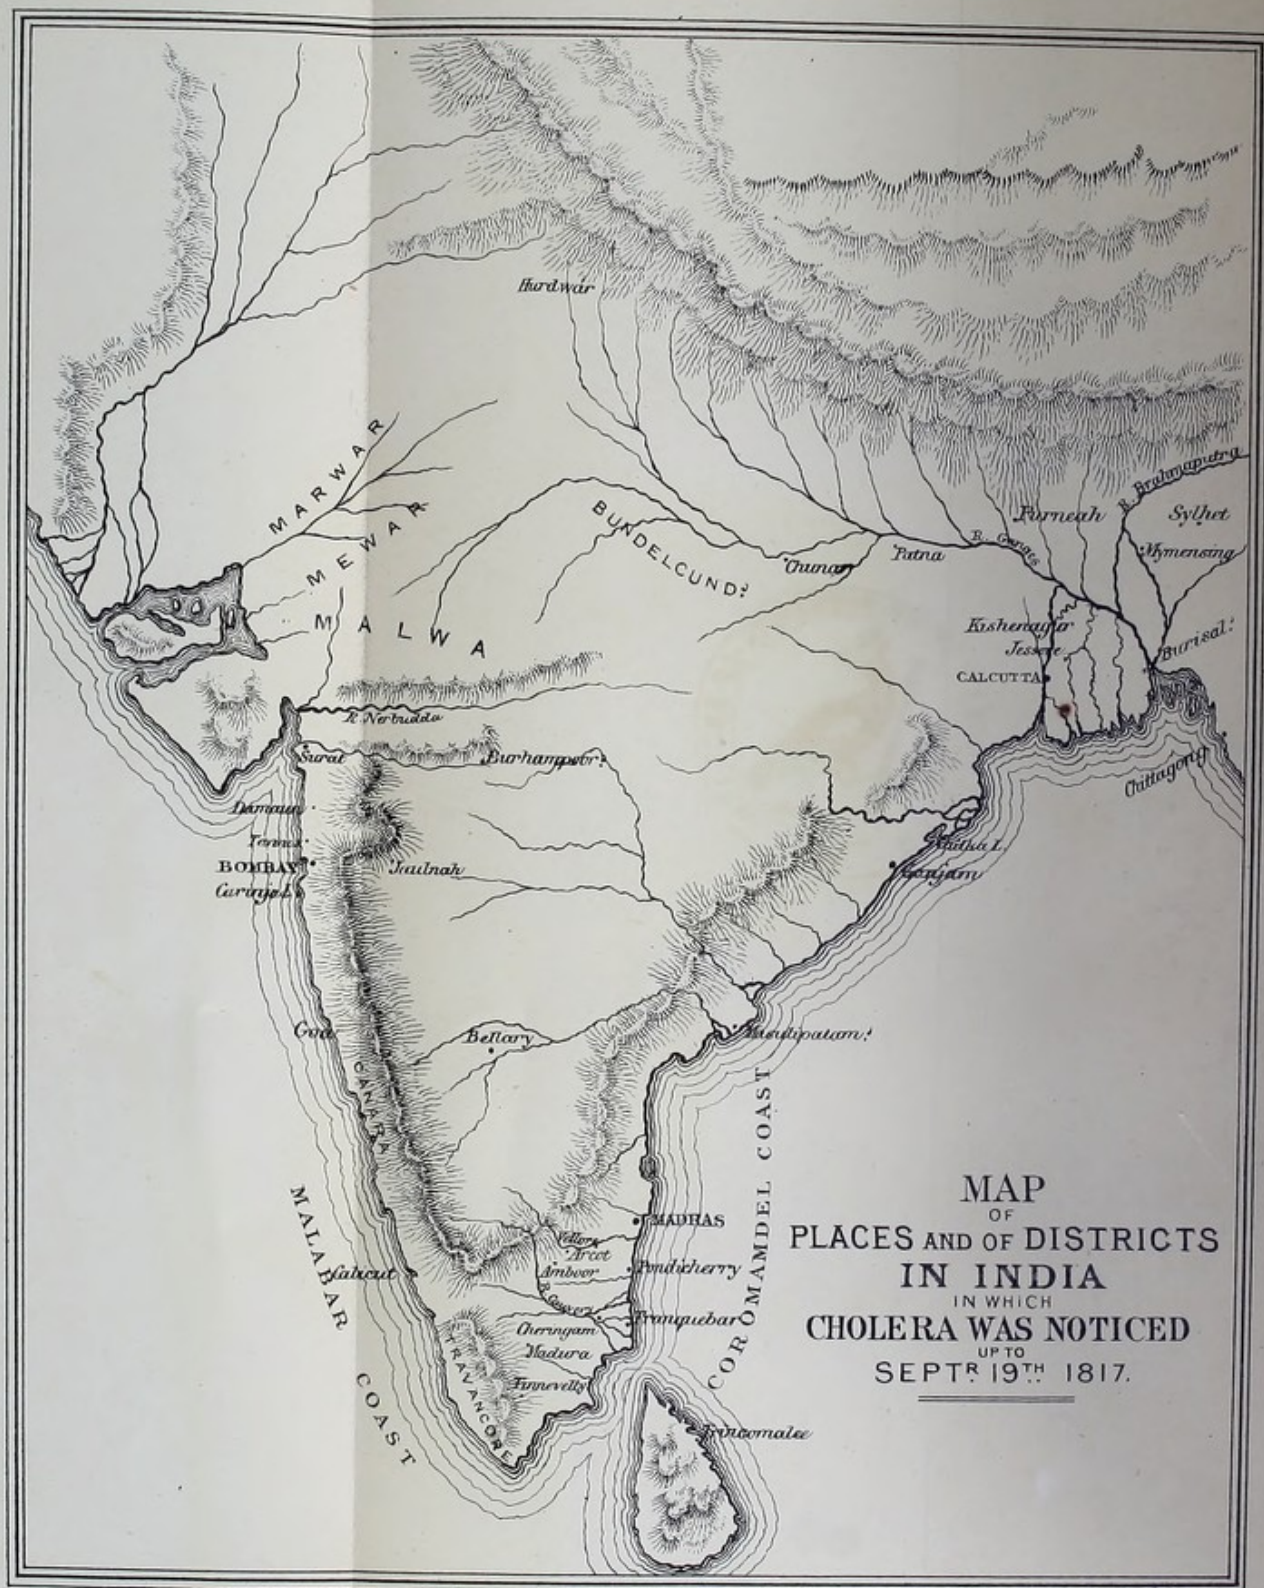 Hurdwar
MARWAR
MEWAR
MALWA
BUNDELCUND?
Chunar
Patna
R. Ganges
Purneah
R. Brahmaputra
Sylhet
Mymensing
Kishenagur
Jessore
CALCUTTA
Burisal?
Chittagong
R. Nerbudda
Surat
Burhampoor?
Damaun
BOMBAY
Jaulnah
Ganjam
Goa
Bellary
Masulipatam?
CANARA
MALABAR COAST
COROMAMDEL COAST
MADRAS
Vellore
Arcot
Amboor
Pondicherry
Calicut
R. Cauvery
Tranquebar
Cheringam
Madura
Tinnevelly
TRAVANCORE
Trincomalee
MAP
OF
PLACES AND OF DISTRICTS
IN INDIA
IN WHICH
CHOLERA WAS NOTICED
UP TO
SEPTR. 19TH. 1817.